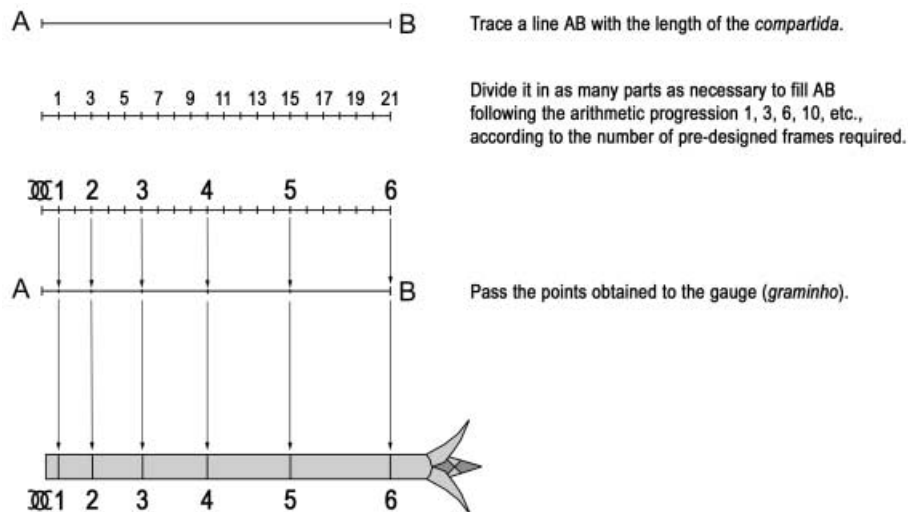 A B
Trace a line AB with the length of the compartida.
1 3 5 7 9 11 13 15 17 19 21
Divide it in as many parts as necessary to fill AB
following the arithmetic progression 1, 3, 6, 10, etc.,
according to the number of pre-designed frames required.
1 2 3 4 5 6
A B
Pass the points obtained to the gauge (graminho).
1 2 3 4 5 6